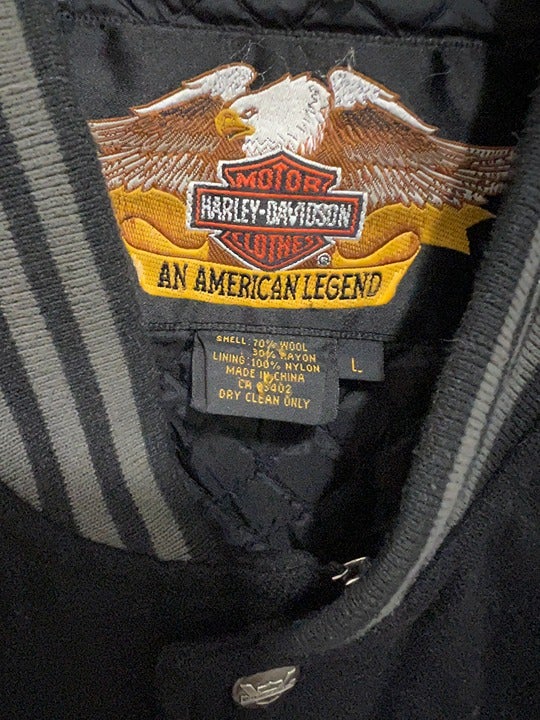 MOTOR
HARLEY-DAVIDSON
CLOTHES
®
AN AMERICAN LEGEND
SHELL: 70% WOOL
30% RAYON
LINING: 100% NYLON
MADE IN CHINA
CA 03402
DRY CLEAN ONLY
L